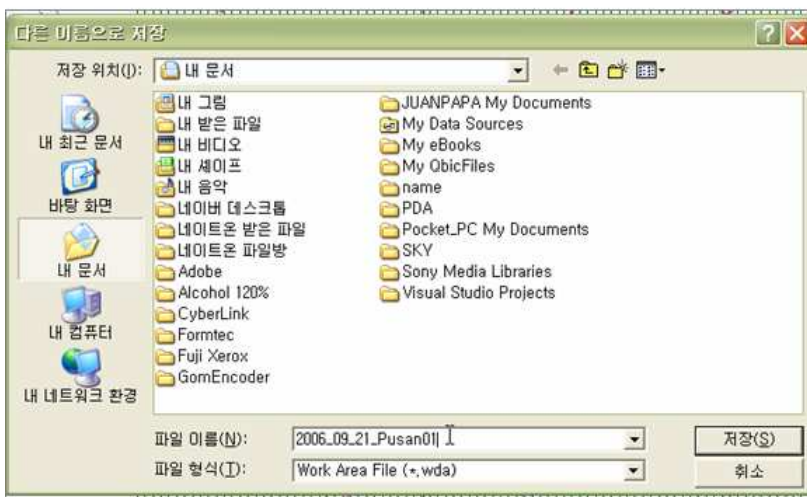 다른 이름으로 저장
저장 위치(I):
내 문서
내 최근 문서
바탕 화면
내 문서
내 컴퓨터
내 네트워크 환경
내 그림
내 받은 파일
내 비디오
내 셰이프
내 음악
네이버 데스크톱
네이트온 받은 파일
네이트온 파일방
Adobe
Alcohol 120%
CyberLink
Formtec
Fuji Xerox
GomEncoder
JUANPAPA My Documents
My Data Sources
My eBooks
My QbicFiles
name
PDA
Pocket_PC My Documents
SKY
Sony Media Libraries
Visual Studio Projects
파일 이름(N):
2006_09_21_Pusan01
저장(S)
파일 형식(T):
Work Area File (*.wda)
취소